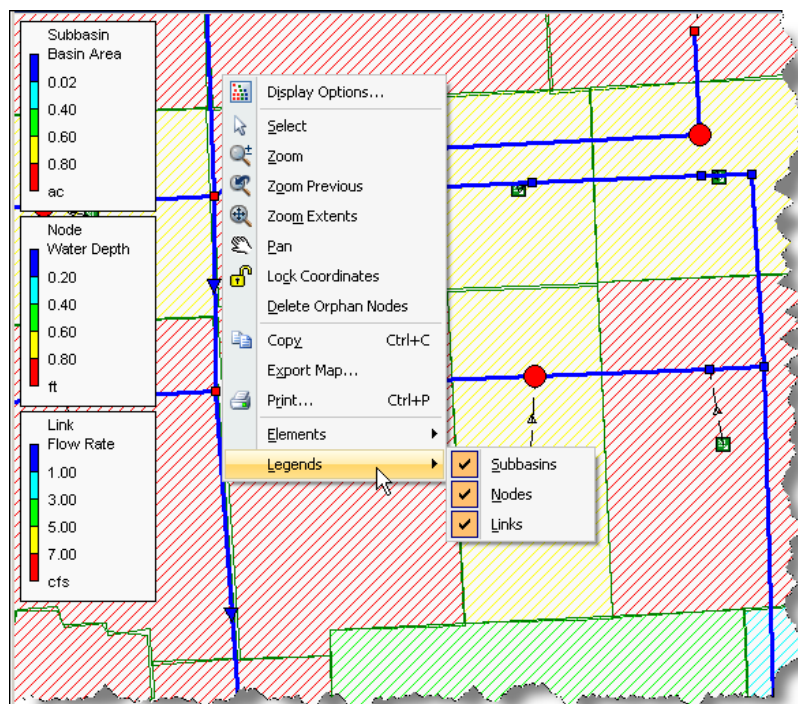 Subbasin
Basin Area
0.02
0.40
0.60
0.80
ac
Node
Water Depth
0.20
0.40
0.60
0.80
ft
Link
Flow Rate
1.00
3.00
5.00
7.00
cfs
Display Options...
Select
Zoom
Zoom Previous
Zoom Extents
Pan
Lock Coordinates
Delete Orphan Nodes
Copy Ctrl+C
Export Map...
Print... Ctrl+P
Elements
Legends
Subbasins
Nodes
Links